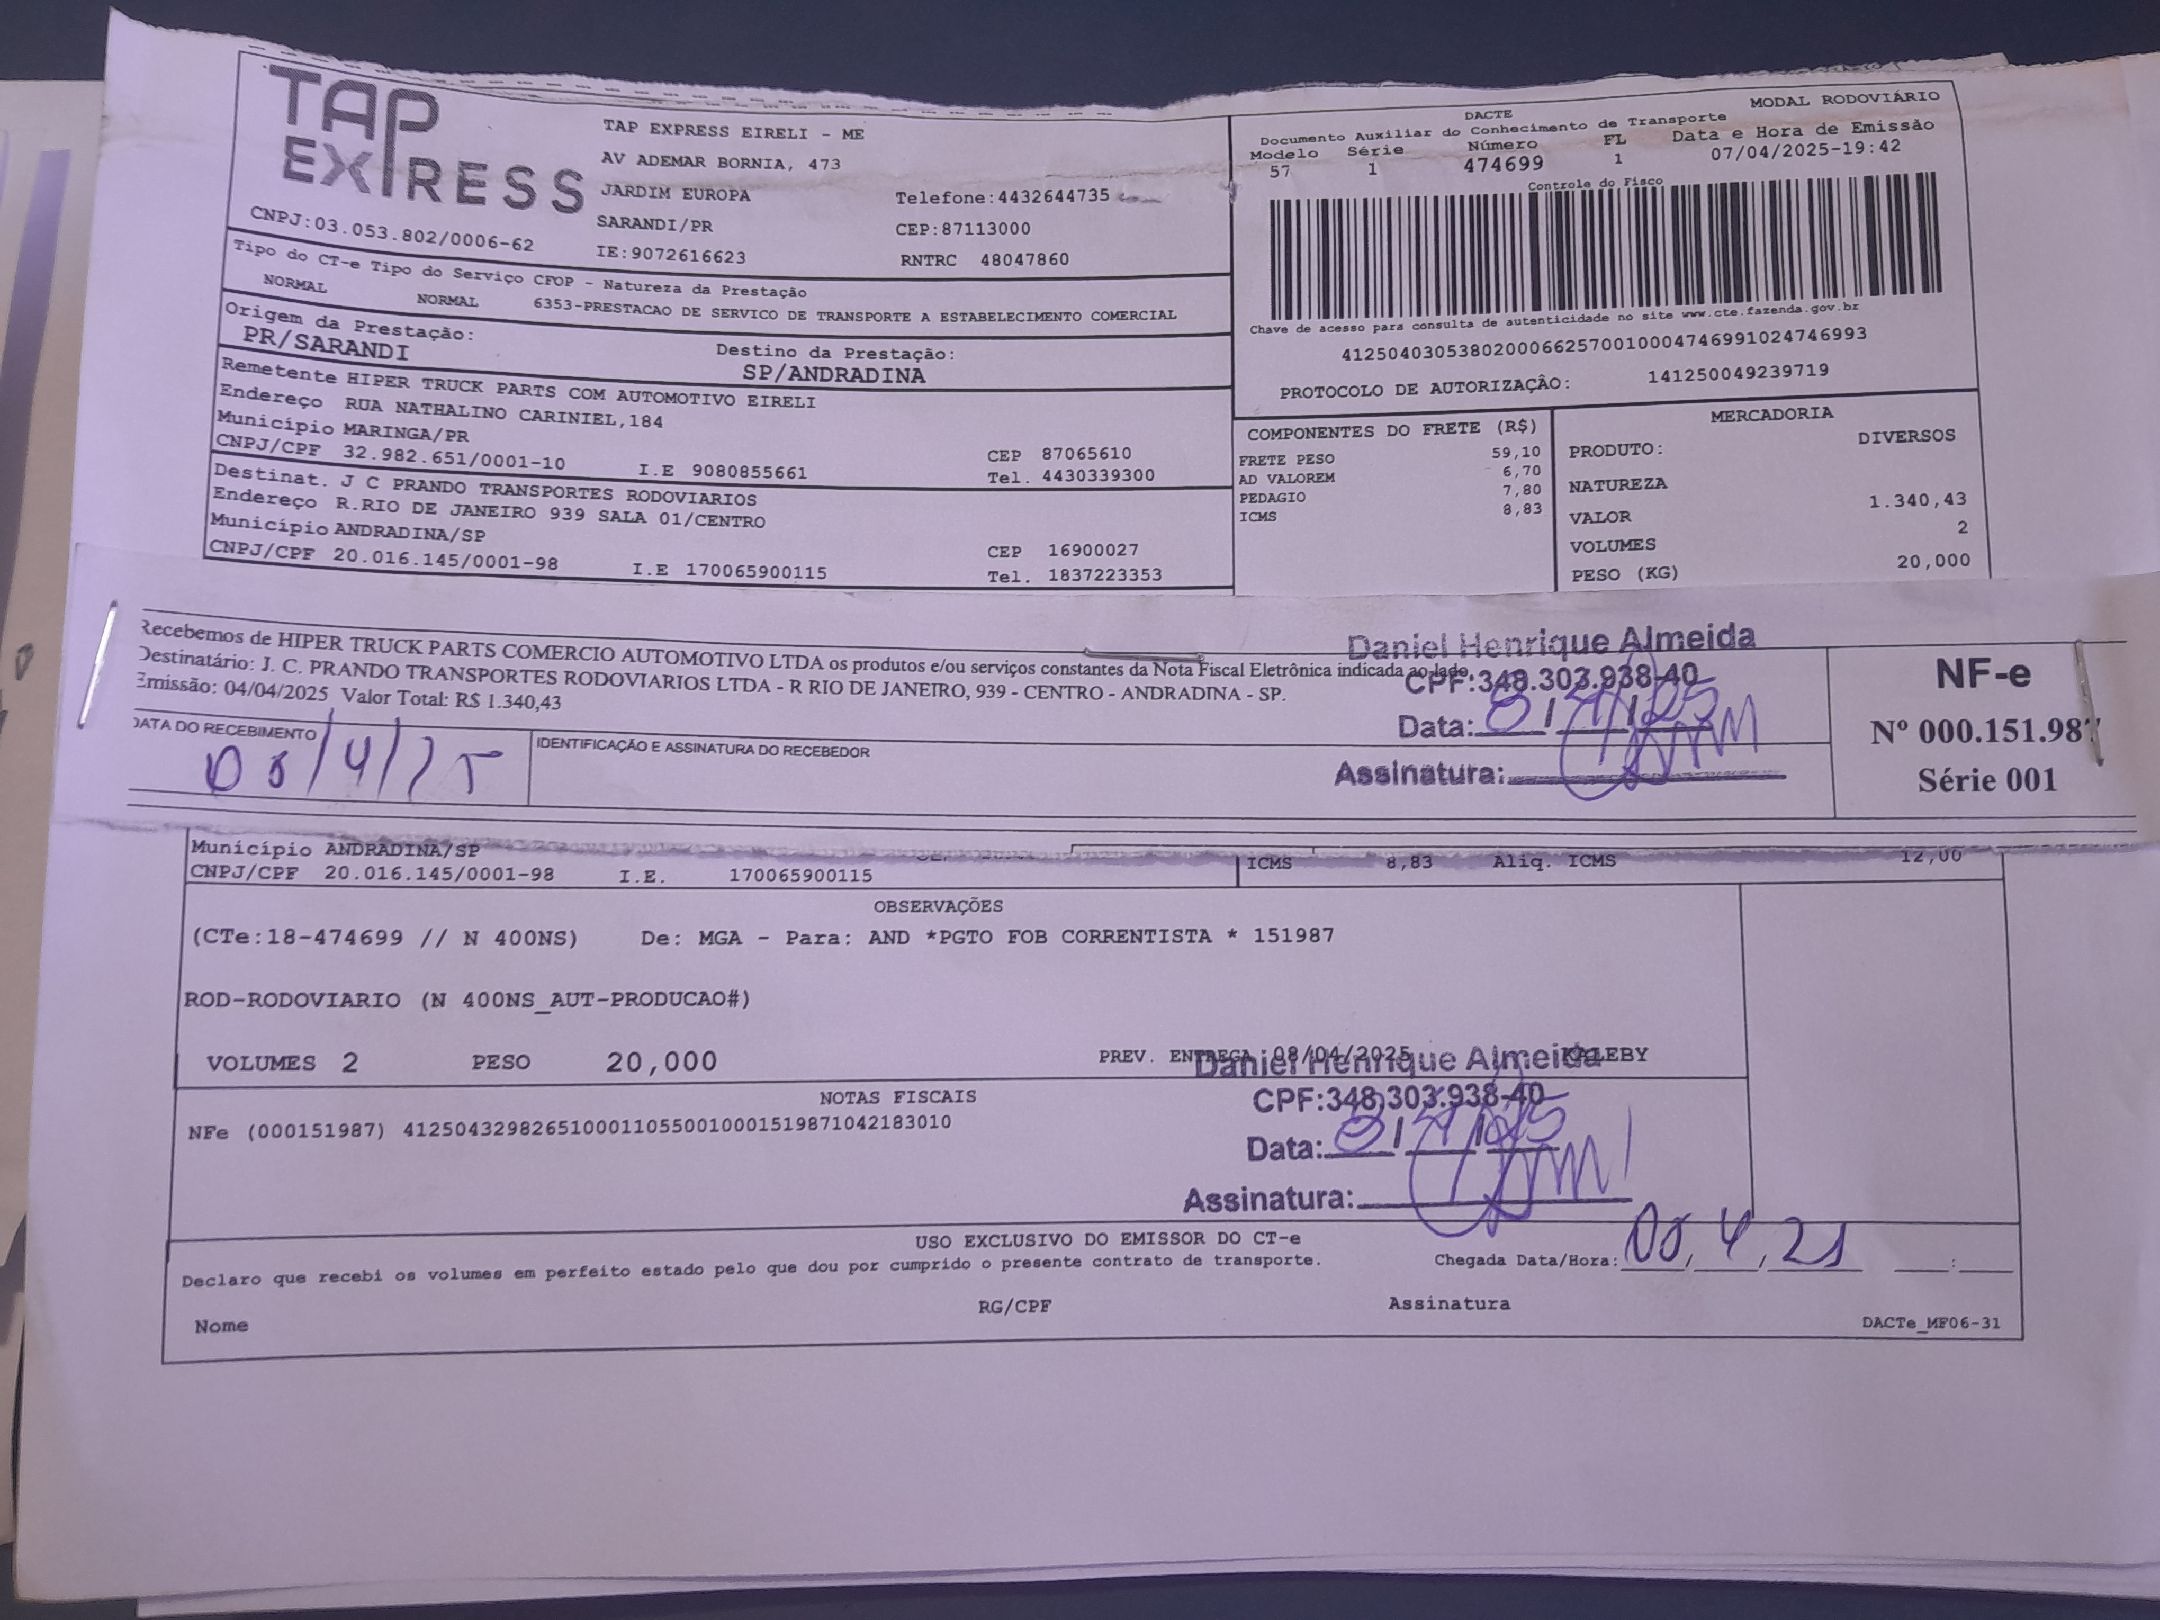 TAP EXPRESS
TAP EXPRESS EIRELI - ME
AV ADEMAR BORNIA, 473
JARDIM EUROPA Telefone:4432644735
SARANDI/PR CEP:87113000
CNPJ:03.053.802/0006-62 IE:9072616623 RNTRC 48047860
DACTE MODAL RODOVIÁRIO
Documento Auxiliar do Conhecimento de Transporte
Modelo Série Número FL Data e Hora de Emissão
57 1 474699 1 07/04/2025-19:42
Controle do Fisco
Chave de acesso para consulta de autenticidade no site www.cte.fazenda.gov.br
41250403053802000662570010004746991024746993
PROTOCOLO DE AUTORIZAÇÃO: 141250049239719
Tipo do CT-e Tipo do Serviço CFOP - Natureza da Prestação
NORMAL NORMAL 6353-PRESTACAO DE SERVICO DE TRANSPORTE A ESTABELECIMENTO COMERCIAL
Origem da Prestação: Destino da Prestação:
PR/SARANDI SP/ANDRADINA
Remetente HIPER TRUCK PARTS COM AUTOMOTIVO EIRELI
Endereço RUA NATHALINO CARINIEL,184
Município MARINGA/PR CEP 87065610
CNPJ/CPF 32.982.651/0001-10 I.E 9080855661 Tel. 4430339300
Destinat. J C PRANDO TRANSPORTES RODOVIARIOS
Endereço R.RIO DE JANEIRO 939 SALA 01/CENTRO
Município ANDRADINA/SP CEP 16900027
CNPJ/CPF 20.016.145/0001-98 I.E 170065900115 Tel. 1837223353
COMPONENTES DO FRETE (R$)
FRETE PESO 59,10
AD VALOREM 6,70
PEDAGIO 7,80
ICMS 8,83
MERCADORIA
PRODUTO: DIVERSOS
NATUREZA
VALOR 1.340,43
VOLUMES 2
PESO (KG) 20,000
Recebemos de HIPER TRUCK PARTS COMERCIO AUTOMOTIVO LTDA os produtos e/ou serviços constantes da Nota Fiscal Eletrônica indicada ao lado.
Destinatário: J. C. PRANDO TRANSPORTES RODOVIARIOS LTDA - R RIO DE JANEIRO, 939 - CENTRO - ANDRADINA - SP.
Emissão: 04/04/2025 Valor Total: R$ 1.340,43
DATA DO RECEBIMENTO IDENTIFICAÇÃO E ASSINATURA DO RECEBEDOR
Daniel Henrique Almeida
CPF:348.303.938-40
Data:
Assinatura:
NF-e
Nº 000.151.987
Série 001
Município ANDRADINA/SP
CNPJ/CPF 20.016.145/0001-98 I.E. 170065900115
ICMS 8,83 Aliq. ICMS 12,00
OBSERVAÇÕES
(CTe:18-474699 // N 400NS) De: MGA - Para: AND *PGTO FOB CORRENTISTA * 151987
ROD-RODOVIARIO (N 400NS_AUT-PRODUCAO#)
VOLUMES 2 PESO 20,000 PREV. ENTREGA 08/04/2025 KALEBY
Daniel Henrique Almeida
CPF:348.303.938-40
Data:
Assinatura:
NOTAS FISCAIS
NFe (000151987) 41250432982651000110550010001519871042183010
USO EXCLUSIVO DO EMISSOR DO CT-e
Declaro que recebi os volumes em perfeito estado pelo que dou por cumprido o presente contrato de transporte. Chegada Data/Hora:
Nome RG/CPF Assinatura
DACTe_MF06-31